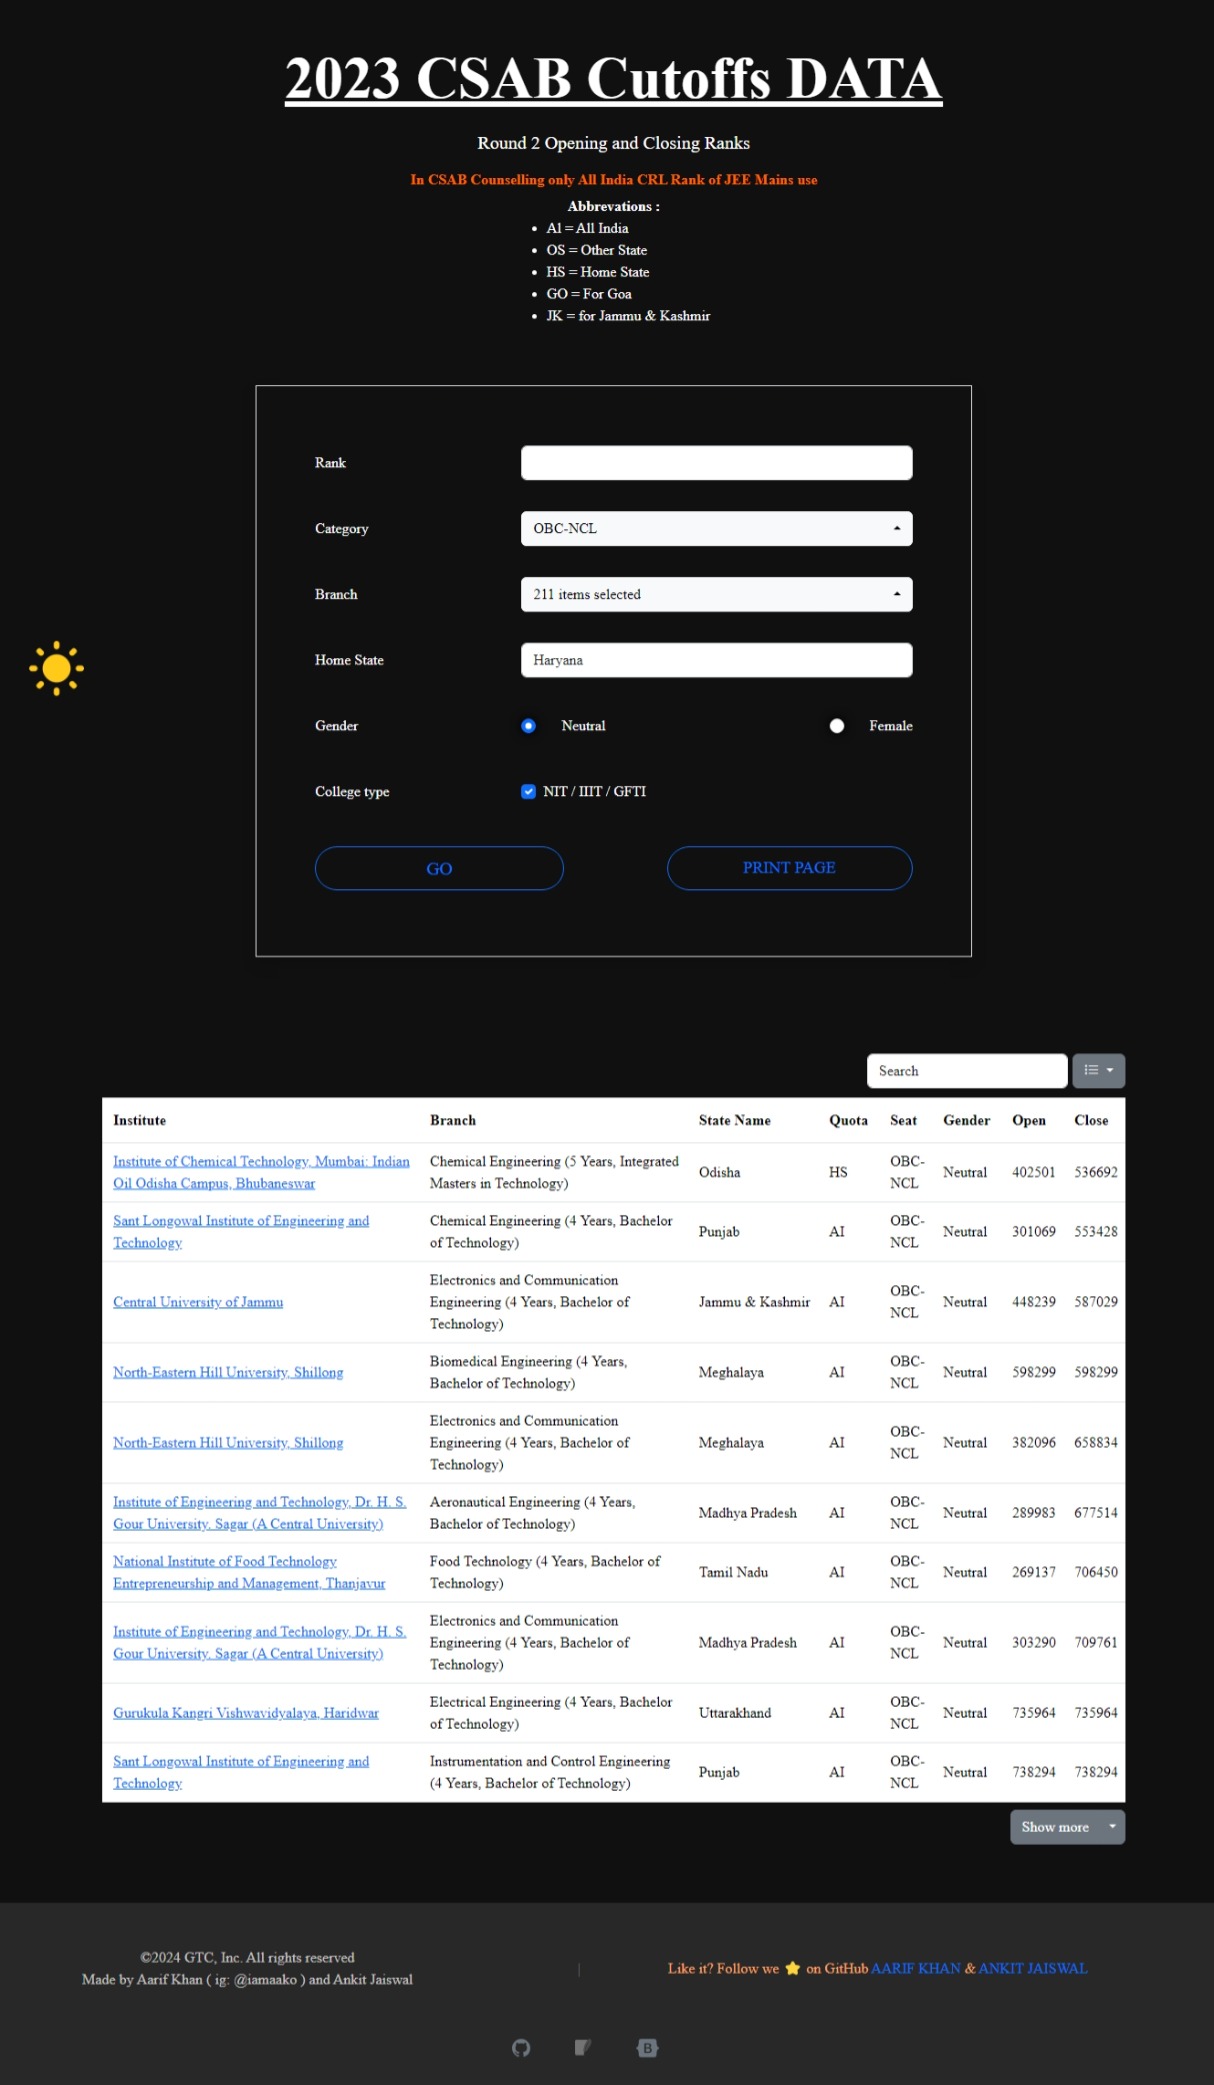 2023 CSAB Cutoffs DATA
Round 2 Opening and Closing Ranks
In CSAB Counselling only All India CRL Rank of JEE Mains use
Abbrevations :
• AI = All India
• OS = Other State
• HS = Home State
• GO = For Goa
• JK = for Jammu & Kashmir
Rank
Category OBC-NCL
Branch 211 items selected
Home State Haryana
Gender Neutral Female
College type NIT / IIIT / GFTI
GO PRINT PAGE
Search
Institute Branch State Name Quota Seat Gender Open Close
Institute of Chemical Technology, Mumbai: Indian
Oil Odisha Campus, Bhubaneswar
Chemical Engineering (5 Years, Integrated
Masters in Technology)
Odisha HS
OBC-
NCL
Neutral 402501 536692
Sant Longowal Institute of Engineering and
Technology
Chemical Engineering (4 Years, Bachelor
of Technology)
Punjab AI
OBC-
NCL
Neutral 301069 553428
Central University of Jammu
Electronics and Communication
Engineering (4 Years, Bachelor of
Technology)
Jammu & Kashmir AI
OBC-
NCL
Neutral 448239 587029
North-Eastern Hill University, Shillong
Biomedical Engineering (4 Years,
Bachelor of Technology)
Meghalaya AI
OBC-
NCL
Neutral 598299 598299
North-Eastern Hill University, Shillong
Electronics and Communication
Engineering (4 Years, Bachelor of
Technology)
Meghalaya AI
OBC-
NCL
Neutral 382096 658834
Institute of Engineering and Technology, Dr. H. S.
Gour University. Sagar (A Central University)
Aeronautical Engineering (4 Years,
Bachelor of Technology)
Madhya Pradesh AI
OBC-
NCL
Neutral 289983 677514
National Institute of Food Technology
Entrepreneurship and Management, Thanjavur
Food Technology (4 Years, Bachelor of
Technology)
Tamil Nadu AI
OBC-
NCL
Neutral 269137 706450
Institute of Engineering and Technology, Dr. H. S.
Gour University. Sagar (A Central University)
Electronics and Communication
Engineering (4 Years, Bachelor of
Technology)
Madhya Pradesh AI
OBC-
NCL
Neutral 303290 709761
Gurukula Kangri Vishwavidyalaya, Haridwar
Electrical Engineering (4 Years, Bachelor
of Technology)
Uttarakhand AI
OBC-
NCL
Neutral 735964 735964
Sant Longowal Institute of Engineering and
Technology
Instrumentation and Control Engineering
(4 Years, Bachelor of Technology)
Punjab AI
OBC-
NCL
Neutral 738294 738294
Show more
©2024 GTC, Inc. All rights reserved
Made by Aarif Khan ( ig: @iamaako ) and Ankit Jaiswal
|
Like it? Follow we ⭐ on GitHub AARIF KHAN & ANKIT JAISWAL
B